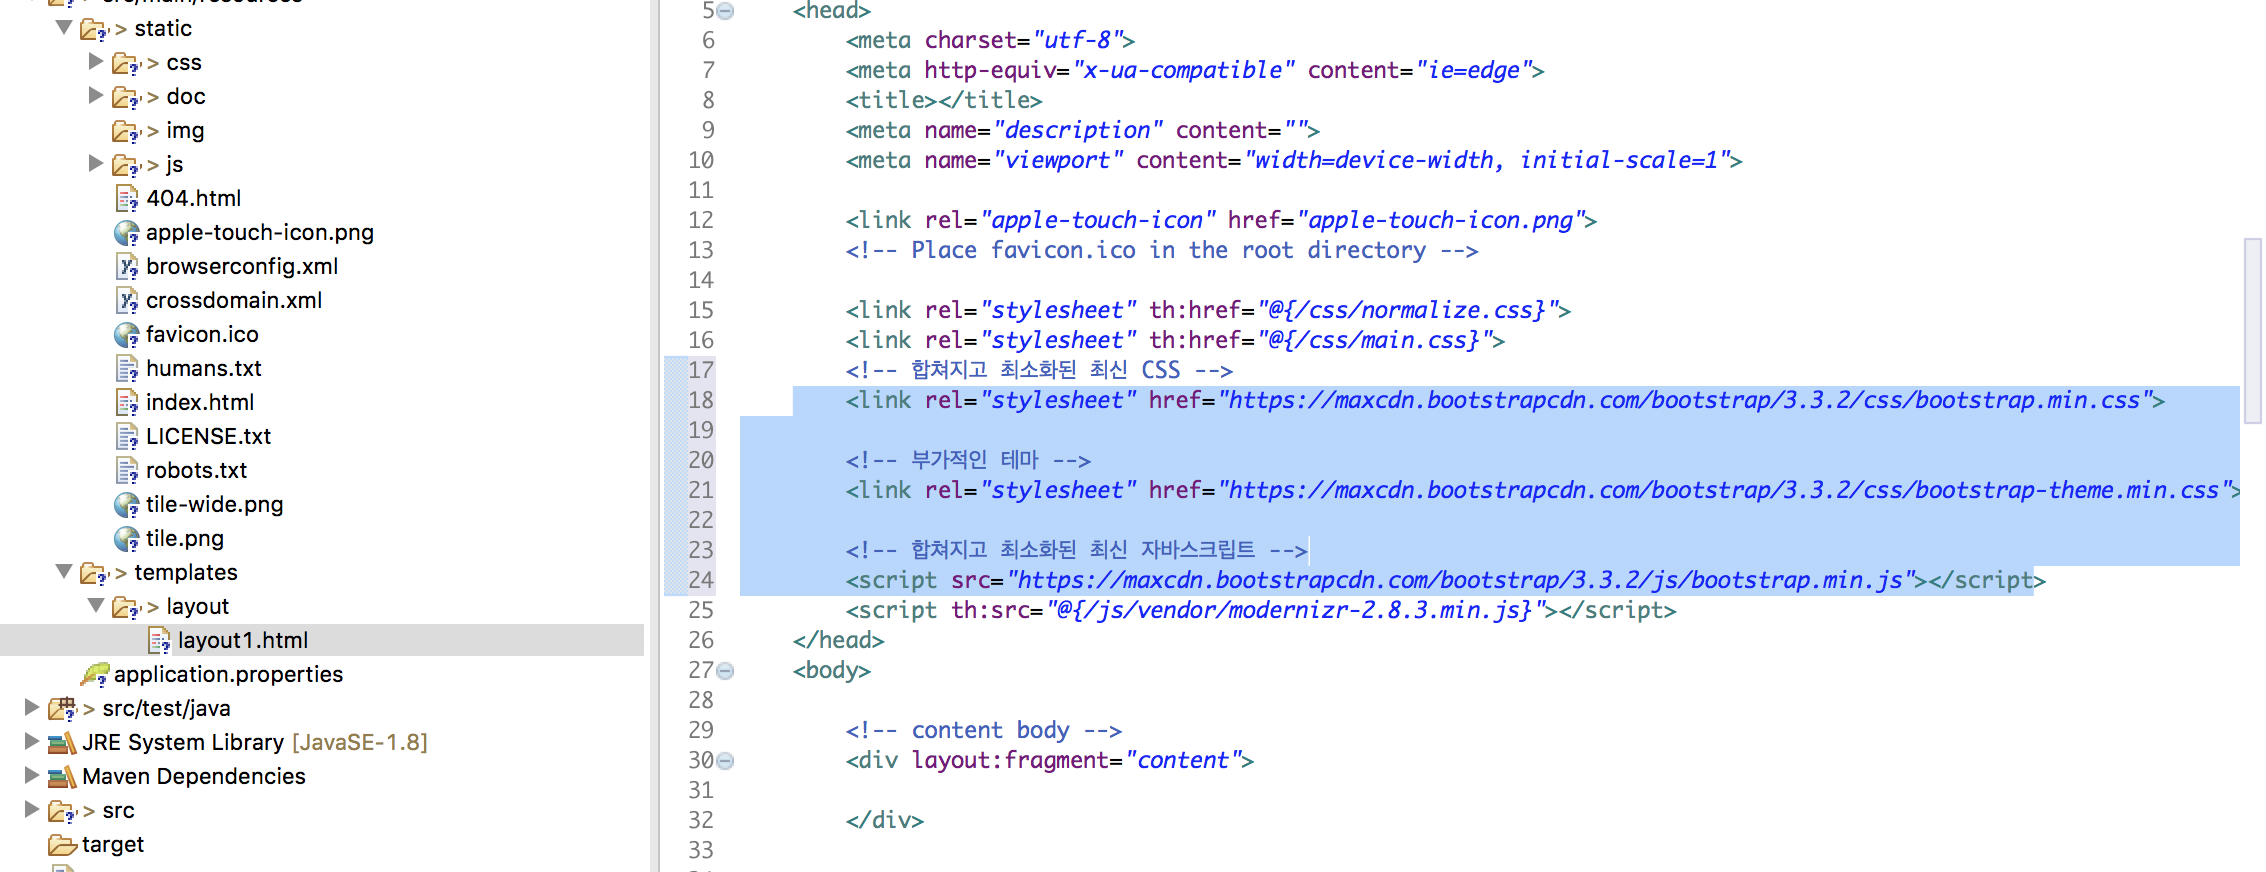 src/main/resources
> static
> css
> doc
> img
> js
404.html
apple-touch-icon.png
browserconfig.xml
crossdomain.xml
favicon.ico
humans.txt
index.html
LICENSE.txt
robots.txt
tile-wide.png
tile.png
> templates
> layout
layout1.html
application.properties
> src/test/java
JRE System Library [JavaSE-1.8]
Maven Dependencies
> src
target
5 <head>
6 <meta charset="utf-8">
7 <meta http-equiv="x-ua-compatible" content="ie=edge">
8 <title></title>
9 <meta name="description" content="">
10 <meta name="viewport" content="width=device-width, initial-scale=1">
11
12 <link rel="apple-touch-icon" href="apple-touch-icon.png">
13 <!-- Place favicon.ico in the root directory -->
14
15 <link rel="stylesheet" th:href="@{/css/normalize.css}">
16 <link rel="stylesheet" th:href="@{/css/main.css}">
17 <!-- 합쳐지고 최소화된 최신 CSS -->
18 <link rel="stylesheet" href="https://maxcdn.bootstrapcdn.com/bootstrap/3.3.2/css/bootstrap.min.css">
19
20 <!-- 부가적인 테마 -->
21 <link rel="stylesheet" href="https://maxcdn.bootstrapcdn.com/bootstrap/3.3.2/css/bootstrap-theme.min.css">
22
23 <!-- 합쳐지고 최소화된 최신 자바스크립트 -->
24 <script src="https://maxcdn.bootstrapcdn.com/bootstrap/3.3.2/js/bootstrap.min.js"></script>
25 <script th:src="@{/js/vendor/modernizr-2.8.3.min.js}"></script>
26 </head>
27 <body>
28
29 <!-- content body -->
30 <div layout:fragment="content">
31
32 </div>
33